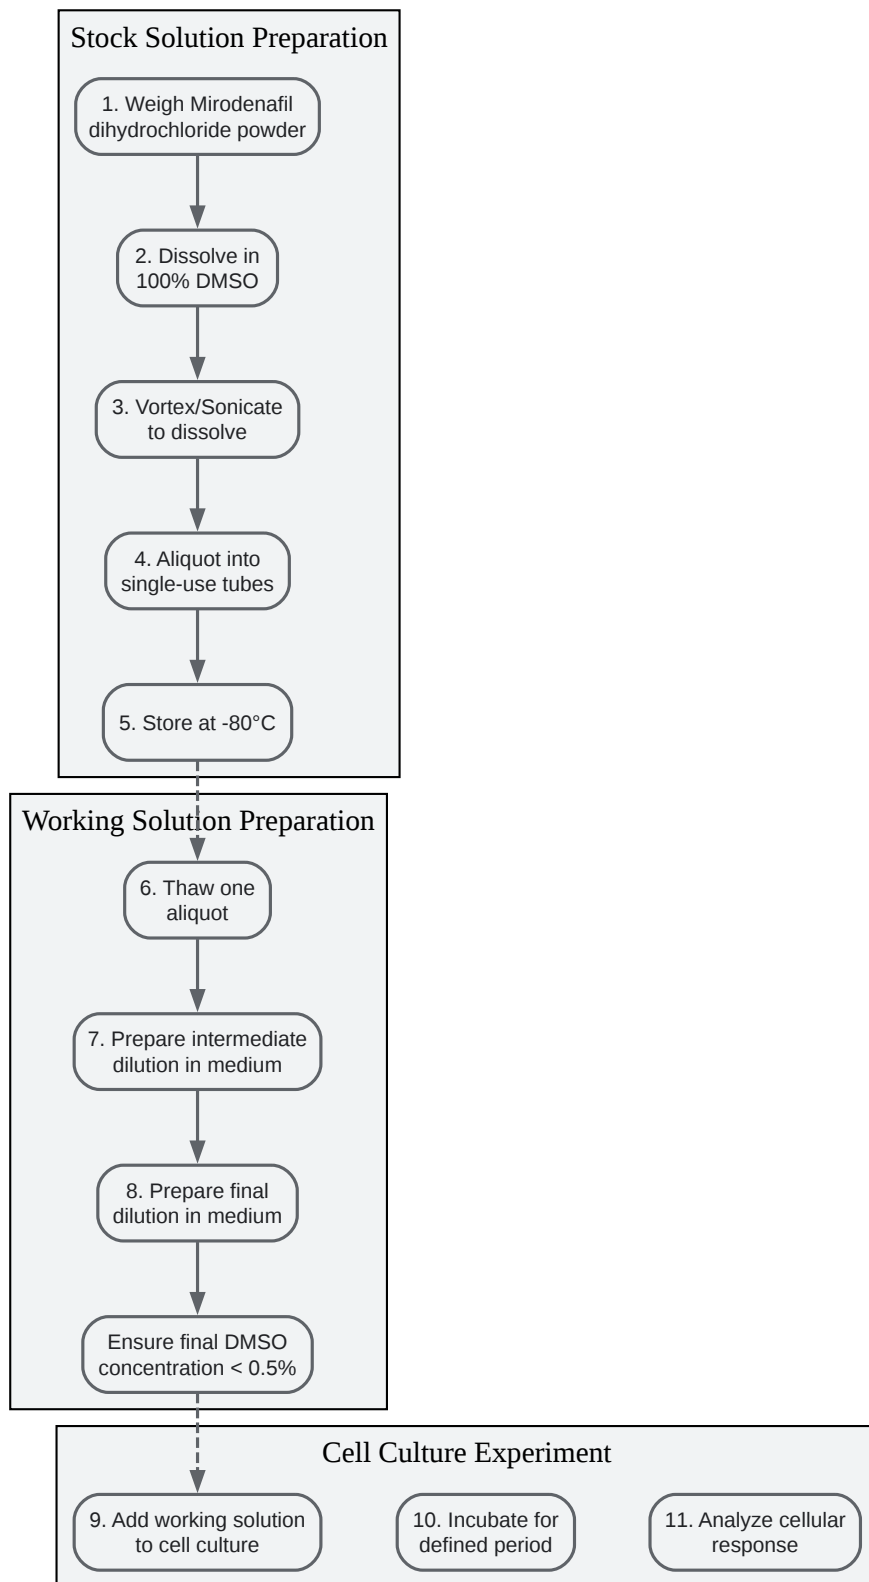 Stock Solution Preparation
1. Weigh Mirodenafil
dihydrochloride powder
2. Dissolve in
100% DMSO
3. Vortex/Sonicate
to dissolve
4. Aliquot into
single-use tubes
5. Store at -80°C
Working Solution Preparation
6. Thaw one
aliquot
7. Prepare intermediate
dilution in medium
8. Prepare final
dilution in medium
Ensure final DMSO
concentration < 0.5%
Cell Culture Experiment
9. Add working solution
to cell culture
10. Incubate for
defined period
11. Analyze cellular
response